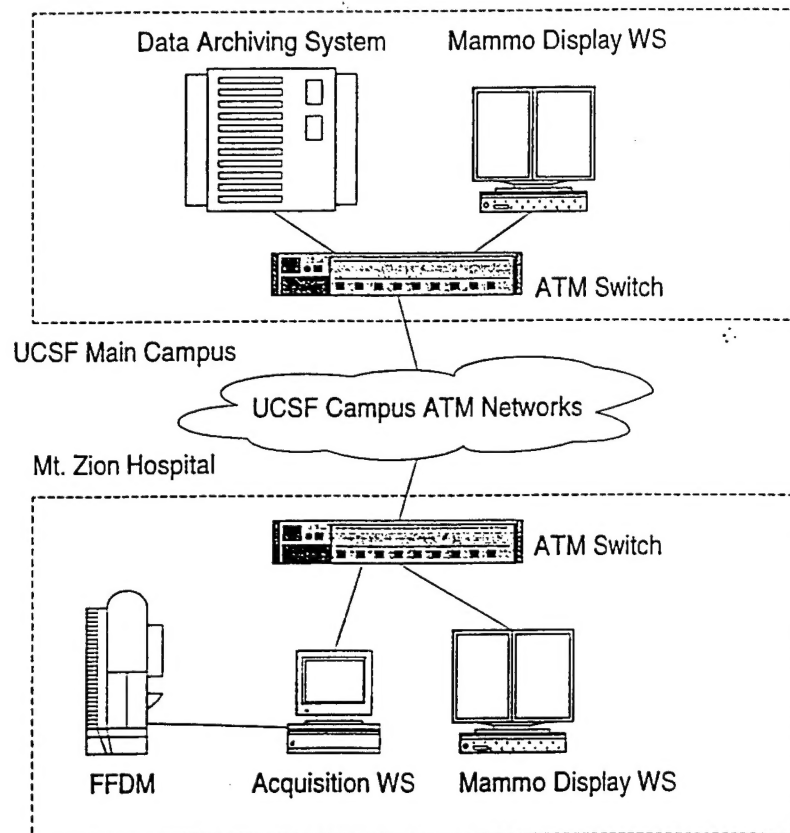 Data Archiving System
Mammo Display WS
ATM Switch
UCSF Main Campus
UCSF Campus ATM Networks
Mt. Zion Hospital
ATM Switch
FFDM
Acquisition WS
Mammo Display WS